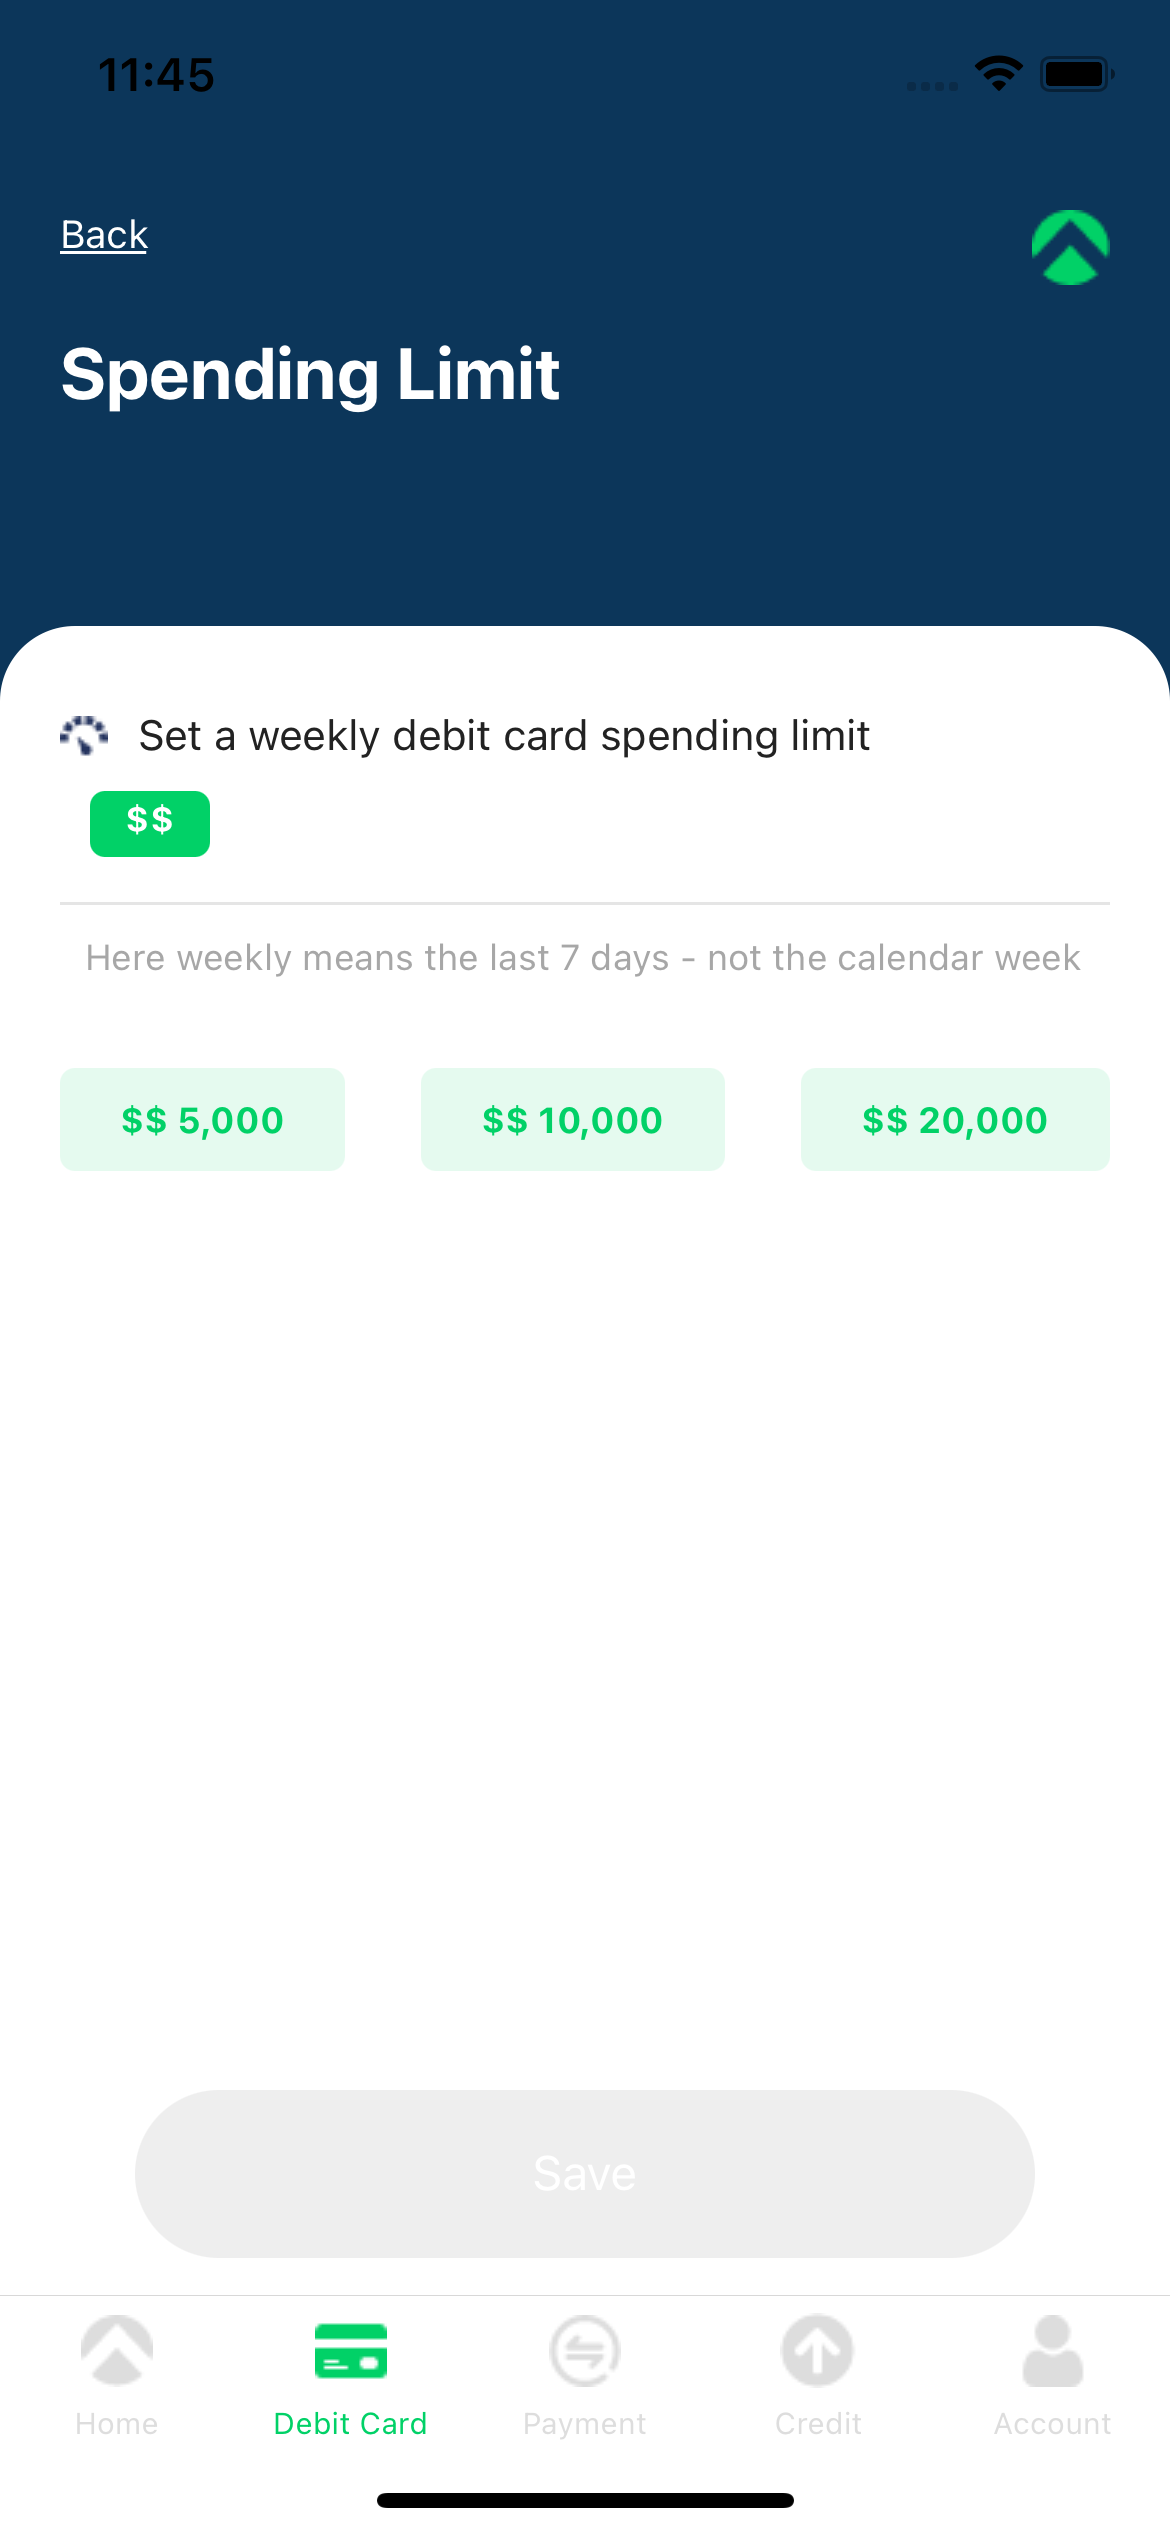 11:45
Back
Spending Limit
Set a weekly debit card spending limit
$$
Here weekly means the last 7 days - not the calendar week
$$ 5,000
$$ 10,000
$$ 20,000
Save
Home
Debit Card
Payment
Credit
Account